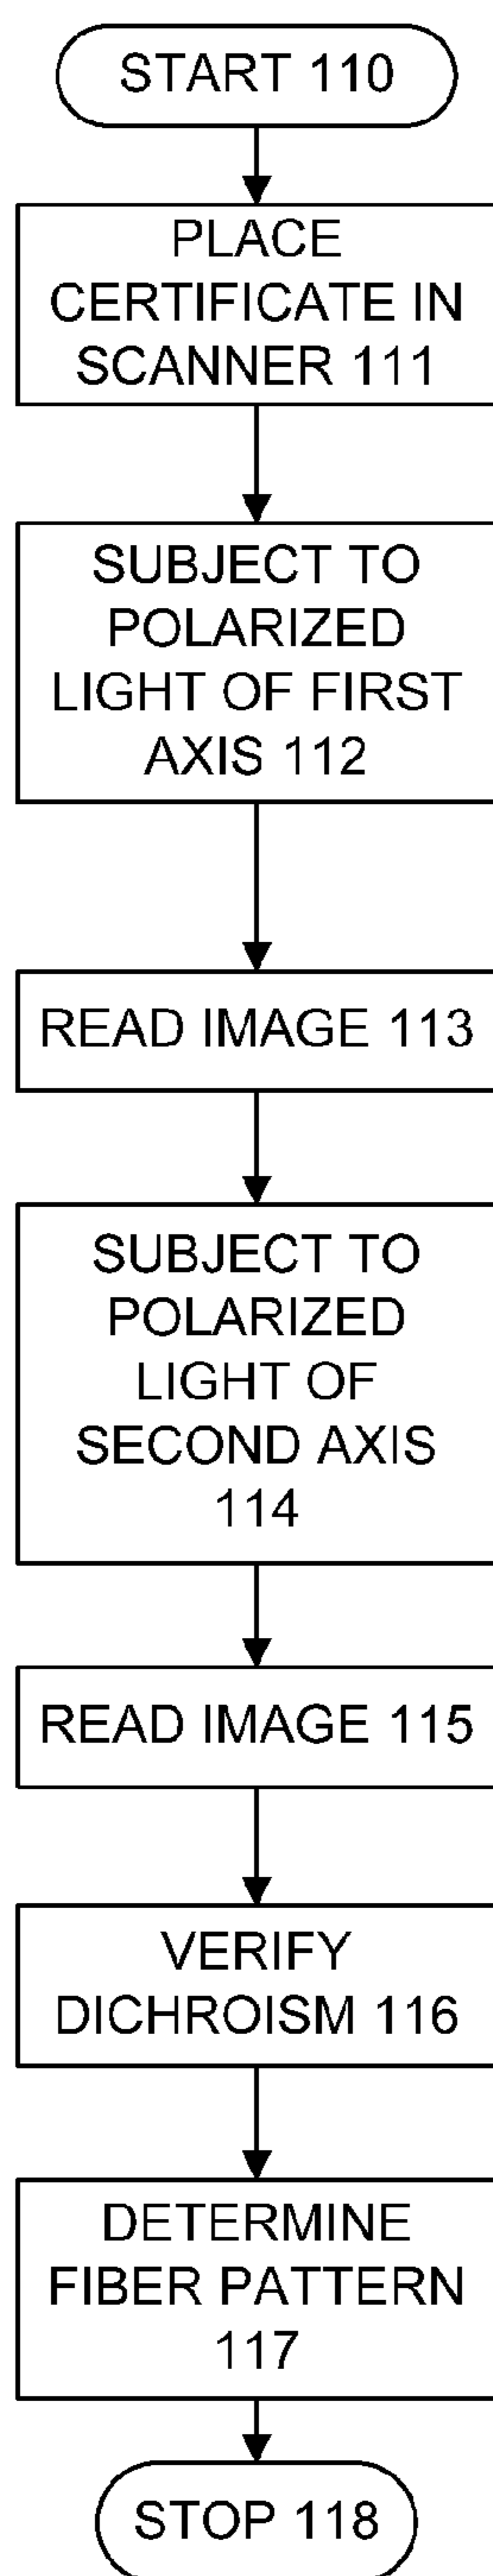 START 110
PLACE
CERTIFICATE IN
SCANNER 111
SUBJECT TO
POLARIZED
LIGHT OF FIRST
AXIS 112
READ IMAGE 113
SUBJECT TO
POLARIZED
LIGHT OF
SECOND AXIS
114
READ IMAGE 115
VERIFY
DICHROISM 116
DETERMINE
FIBER PATTERN
117
STOP 118